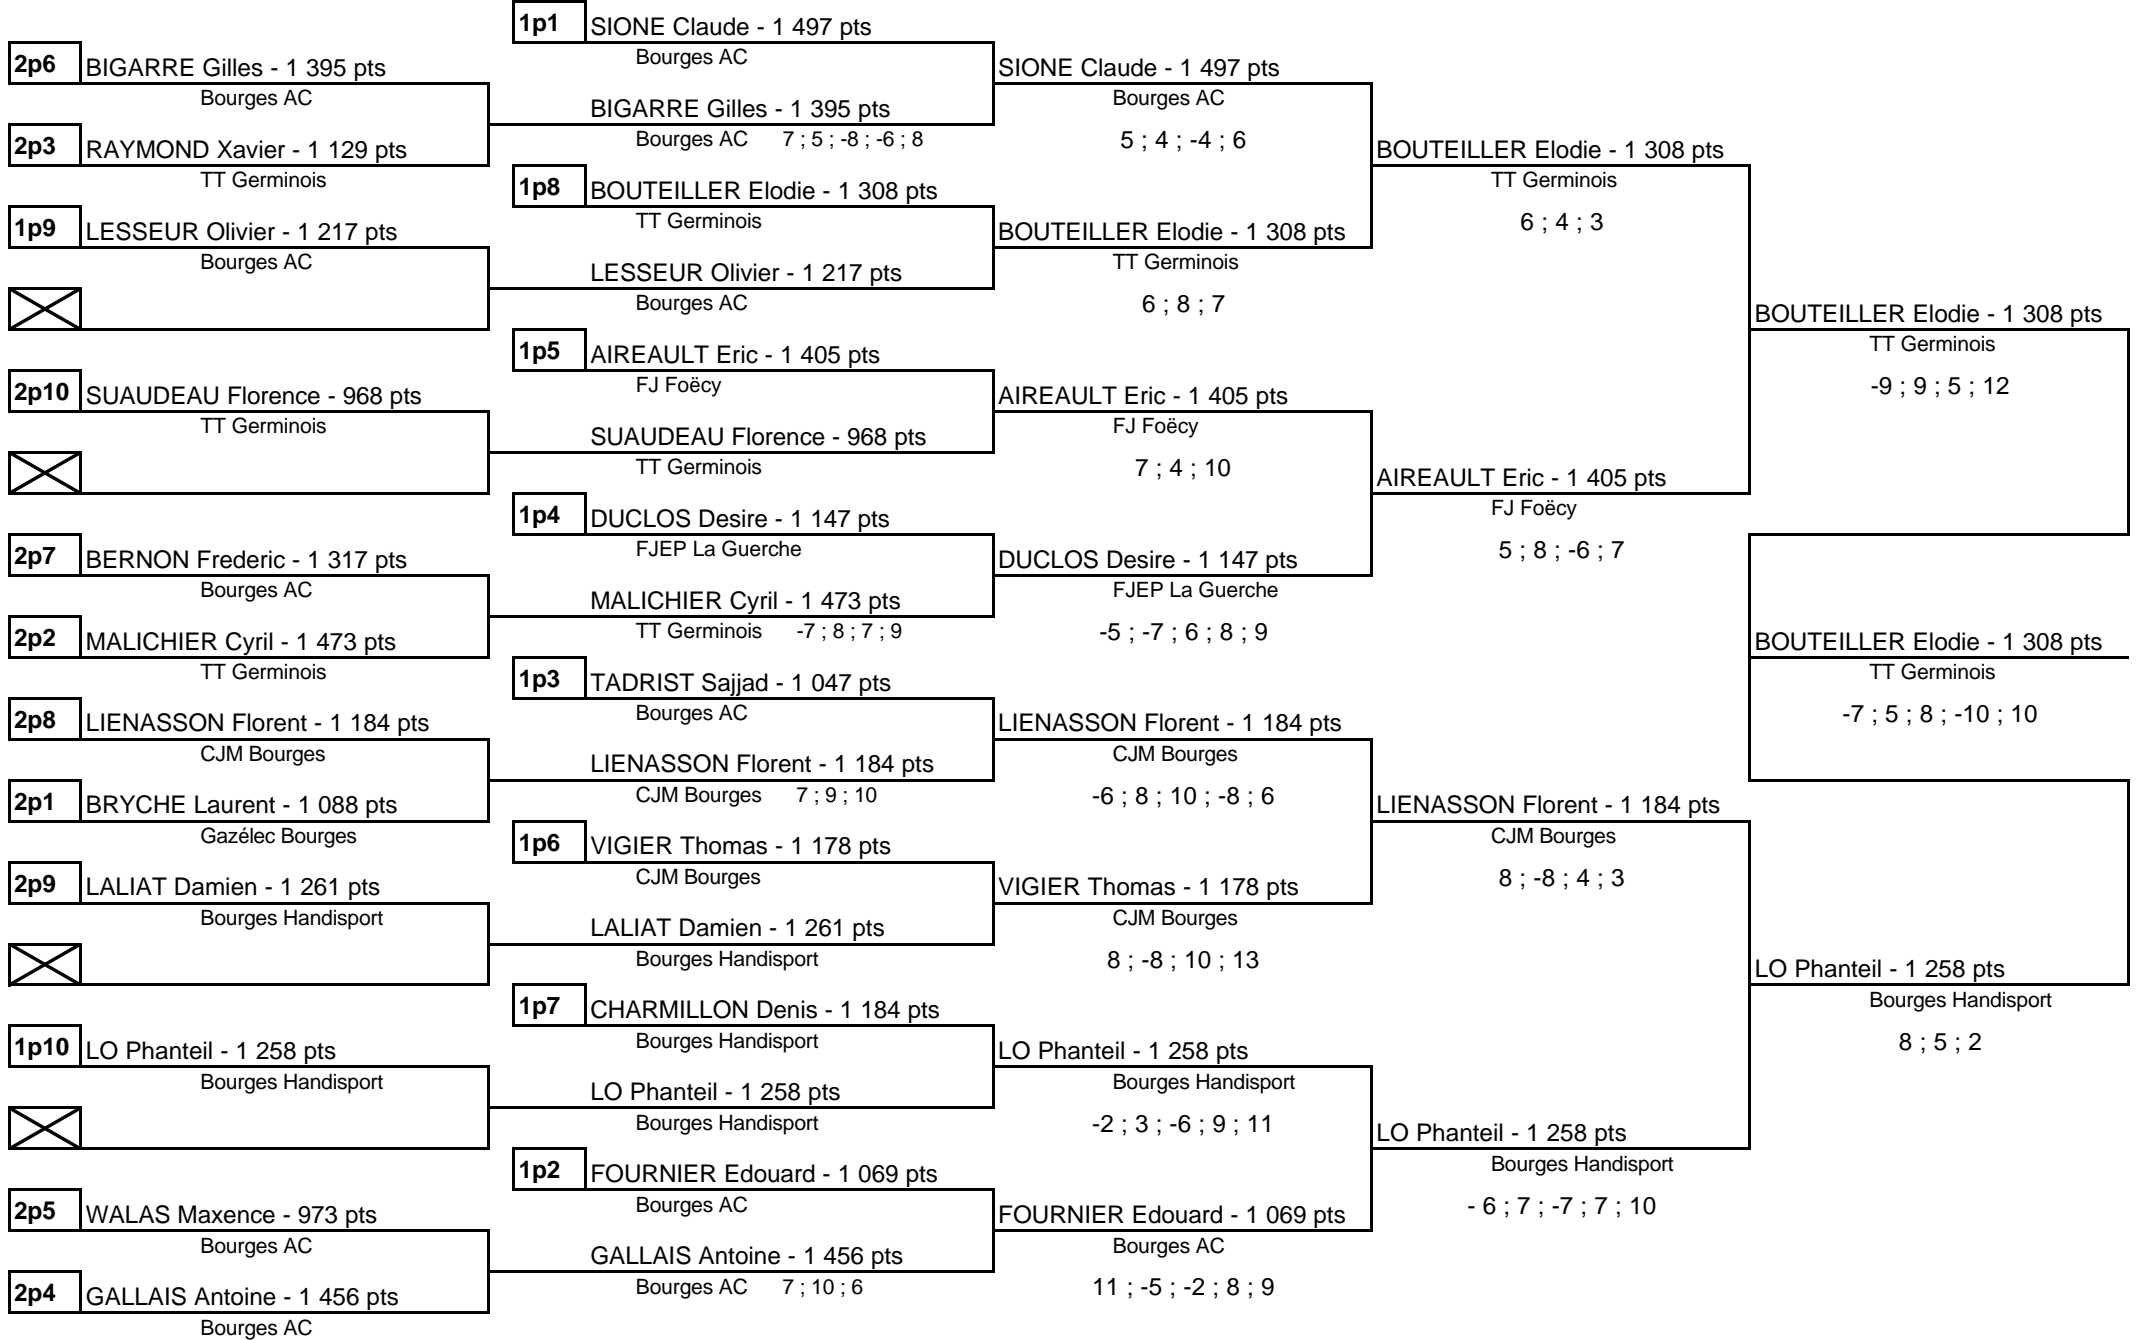 1p1 SIONE Claude - 1 497 pts
Bourges AC
2p6 BIGARRE Gilles - 1 395 pts
Bourges AC
2p3 RAYMOND Xavier - 1 129 pts
TT Germinois
BIGARRE Gilles - 1 395 pts
Bourges AC 7 ; 5 ; -8 ; -6 ; 8
SIONE Claude - 1 497 pts
Bourges AC
5 ; 4 ; -4 ; 6
1p8 BOUTEILLER Elodie - 1 308 pts
TT Germinois
1p9 LESSEUR Olivier - 1 217 pts
Bourges AC
LESSEUR Olivier - 1 217 pts
Bourges AC
BOUTEILLER Elodie - 1 308 pts
TT Germinois
6 ; 8 ; 7
BOUTEILLER Elodie - 1 308 pts
TT Germinois
6 ; 4 ; 3
1p5 AIREAULT Eric - 1 405 pts
FJ Foëcy
2p10 SUAUDEAU Florence - 968 pts
TT Germinois
SUAUDEAU Florence - 968 pts
TT Germinois
AIREAULT Eric - 1 405 pts
FJ Foëcy
7 ; 4 ; 10
1p4 DUCLOS Desire - 1 147 pts
FJEP La Guerche
2p7 BERNON Frederic - 1 317 pts
Bourges AC
2p2 MALICHIER Cyril - 1 473 pts
TT Germinois
MALICHIER Cyril - 1 473 pts
TT Germinois -7 ; 8 ; 7 ; 9
DUCLOS Desire - 1 147 pts
FJEP La Guerche
-5 ; -7 ; 6 ; 8 ; 9
AIREAULT Eric - 1 405 pts
FJ Foëcy
5 ; 8 ; -6 ; 7
BOUTEILLER Elodie - 1 308 pts
TT Germinois
-9 ; 9 ; 5 ; 12
BOUTEILLER Elodie - 1 308 pts
TT Germinois
-7 ; 5 ; 8 ; -10 ; 10
1p3 TADRIST Sajjad - 1 047 pts
Bourges AC
2p8 LIENASSON Florent - 1 184 pts
CJM Bourges
2p1 BRYCHE Laurent - 1 088 pts
Gazélec Bourges
LIENASSON Florent - 1 184 pts
CJM Bourges 7 ; 9 ; 10
LIENASSON Florent - 1 184 pts
CJM Bourges
-6 ; 8 ; 10 ; -8 ; 6
1p6 VIGIER Thomas - 1 178 pts
CJM Bourges
2p9 LALIAT Damien - 1 261 pts
Bourges Handisport
LALIAT Damien - 1 261 pts
Bourges Handisport
VIGIER Thomas - 1 178 pts
CJM Bourges
8 ; -8 ; 10 ; 13
LIENASSON Florent - 1 184 pts
CJM Bourges
8 ; -8 ; 4 ; 3
1p7 CHARMILLON Denis - 1 184 pts
Bourges Handisport
1p10 LO Phanteil - 1 258 pts
Bourges Handisport
LO Phanteil - 1 258 pts
Bourges Handisport
LO Phanteil - 1 258 pts
Bourges Handisport
-2 ; 3 ; -6 ; 9 ; 11
1p2 FOURNIER Edouard - 1 069 pts
Bourges AC
2p5 WALAS Maxence - 973 pts
Bourges AC
2p4 GALLAIS Antoine - 1 456 pts
Bourges AC
GALLAIS Antoine - 1 456 pts
Bourges AC 7 ; 10 ; 6
FOURNIER Edouard - 1 069 pts
Bourges AC
11 ; -5 ; -2 ; 8 ; 9
LO Phanteil - 1 258 pts
Bourges Handisport
- 6 ; 7 ; -7 ; 7 ; 10
LO Phanteil - 1 258 pts
Bourges Handisport
8 ; 5 ; 2